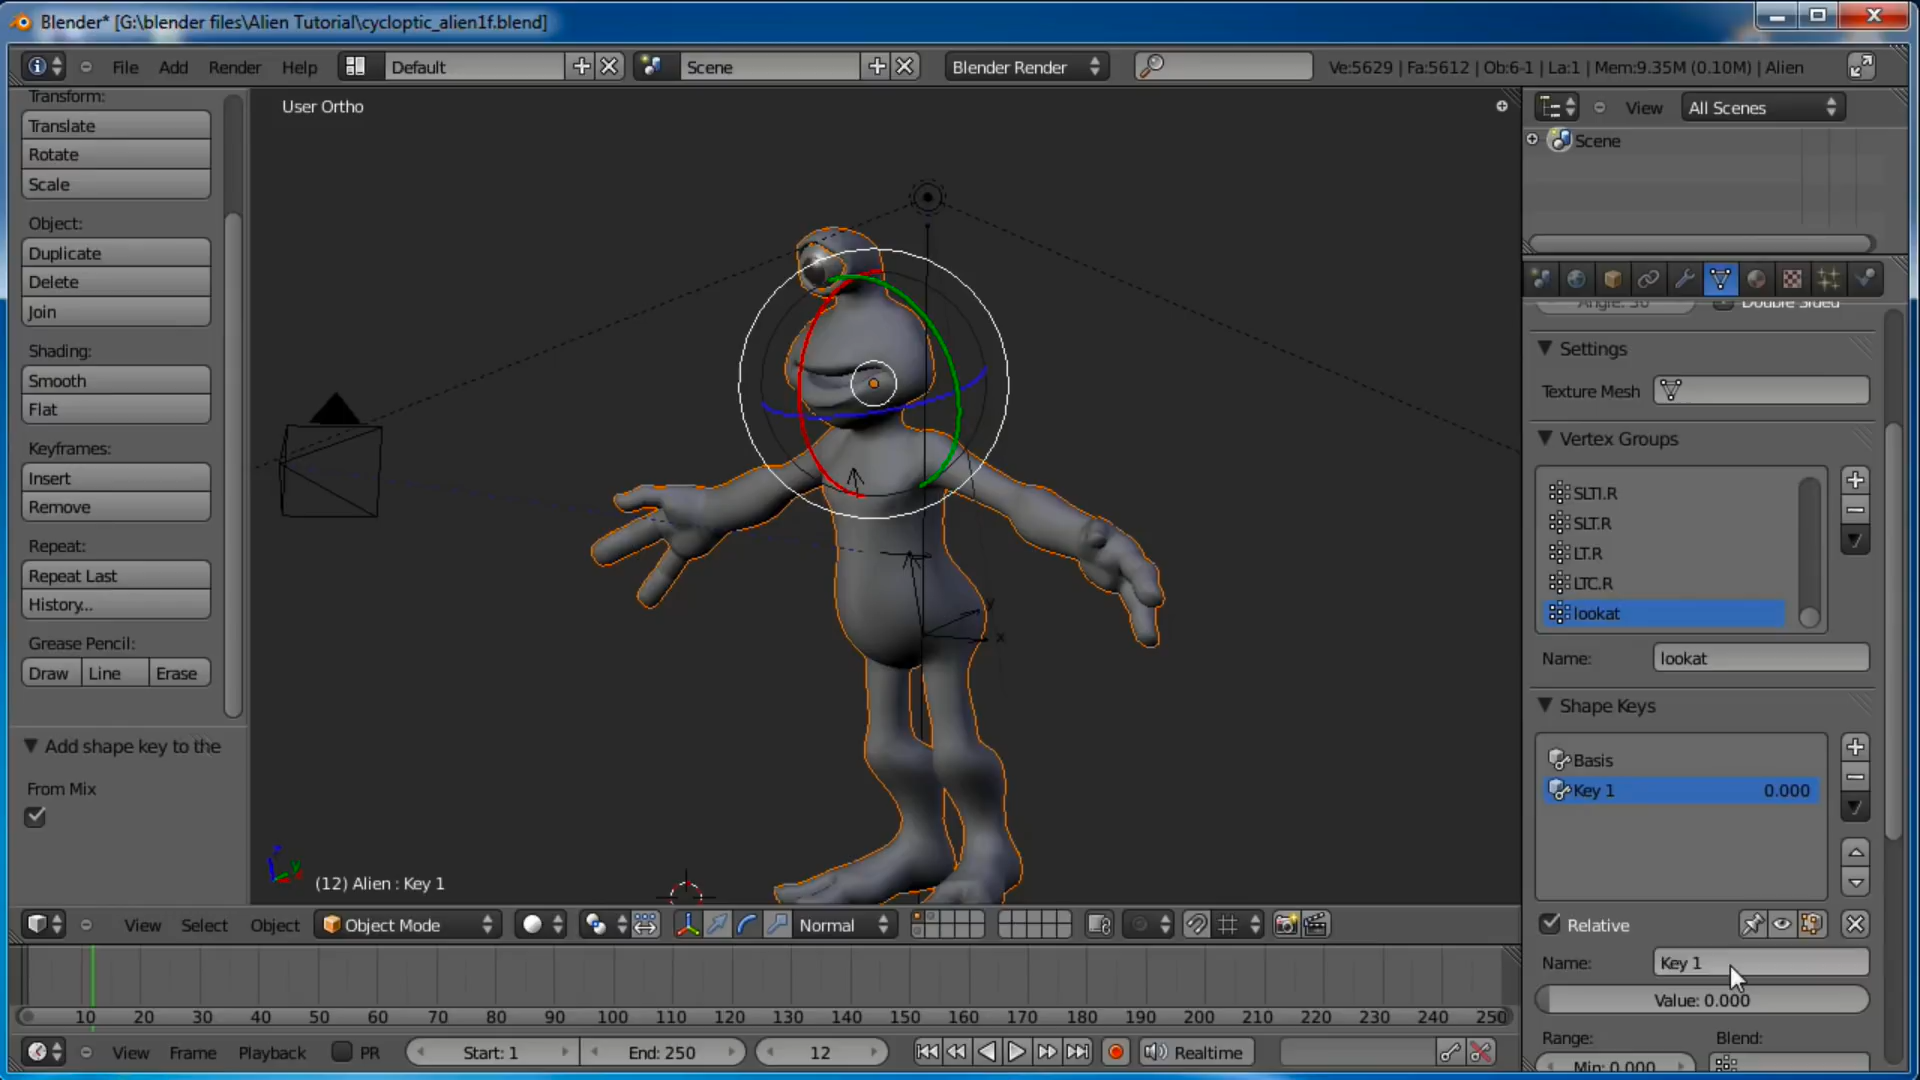 Blender* [G:\blender files\Alien Tutorial\cycloptic_alien1f.blend]
File Add Render Help Default Scene Blender Render Ve:5629 | Fa:5612 | Ob:6-1 | La:1 | Mem:9.35M (0.10M) | Alien
Transform:
Translate
Rotate
Scale
Object:
Duplicate
Delete
Join
Shading:
Smooth
Flat
Keyframes:
Insert
Remove
Repeat:
Repeat Last
History...
Grease Pencil:
Draw Line Erase
Add shape key to the
From Mix
User Ortho
x
(12) Alien : Key 1
View Select Object Object Mode Normal
View All Scenes
Scene
Angle: 30 Double Sided
Settings
Texture Mesh
Vertex Groups
SLTI.R
SLT.R
LT.R
LTC.R
lookat
Name: lookat
Shape Keys
Basis
Key 1 0.000
Relative
Name: Key 1
Value: 0.000
Range: Blend:
Min: 0.000
10 20 30 40 50 60 70 80 90 100 110 120 130 140 150 160 170 180 190 200 210 220 230 240 250
View Frame Playback PR Start: 1 End: 250 12 Realtime